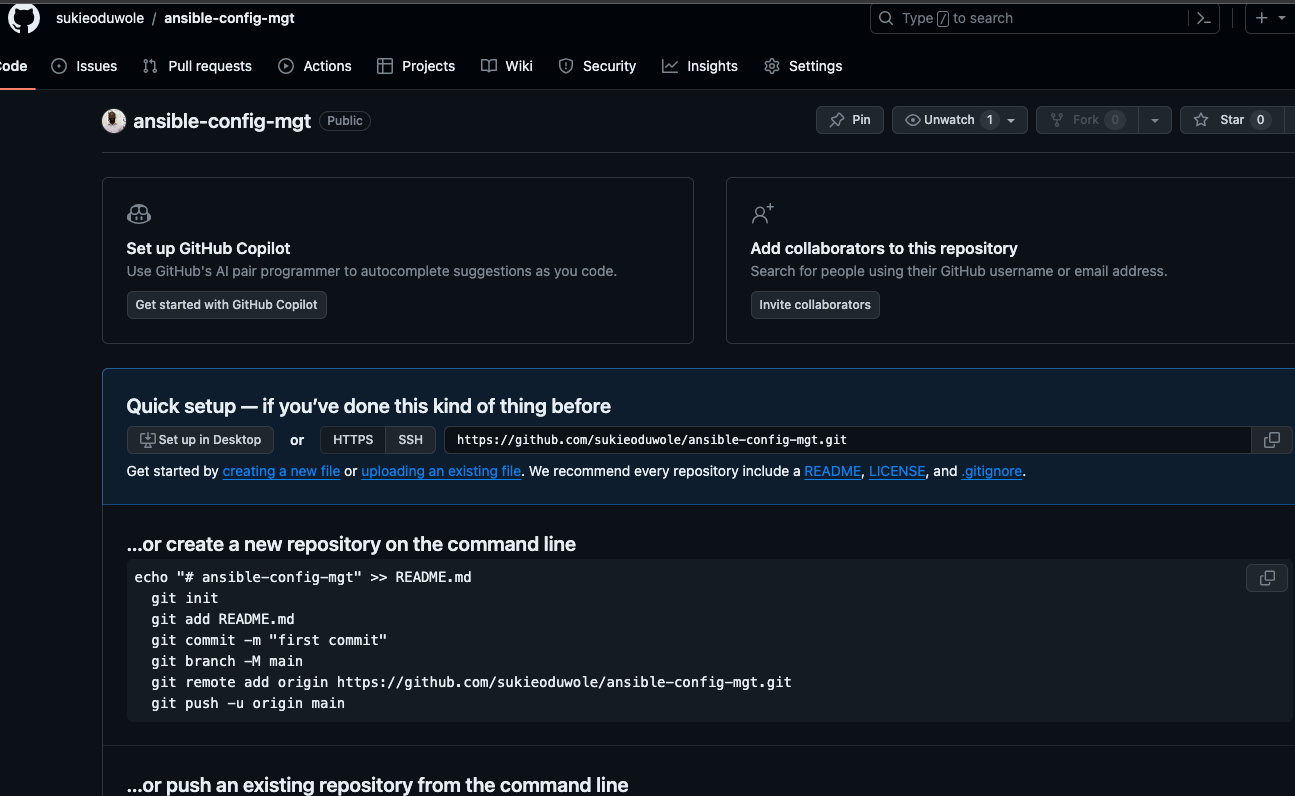 sukieoduwole / ansible-config-mgt
Type / to search
ode
Issues
Pull requests
Actions
Projects
Wiki
Security
Insights
Settings
ansible-config-mgt
Public
Pin
Unwatch 1
Fork 0
Star 0
Set up GitHub Copilot
Use GitHub's AI pair programmer to autocomplete suggestions as you code.
Get started with GitHub Copilot
Add collaborators to this repository
Search for people using their GitHub username or email address.
Invite collaborators
Quick setup — if you’ve done this kind of thing before
Set up in Desktop
or
HTTPS
SSH
https://github.com/sukieoduwole/ansible-config-mgt.git
Get started by creating a new file or uploading an existing file. We recommend every repository include a README, LICENSE, and .gitignore.
…or create a new repository on the command line
echo "# ansible-config-mgt" >> README.md
git init
git add README.md
git commit -m "first commit"
git branch -M main
git remote add origin https://github.com/sukieoduwole/ansible-config-mgt.git
git push -u origin main
…or push an existing repository from the command line